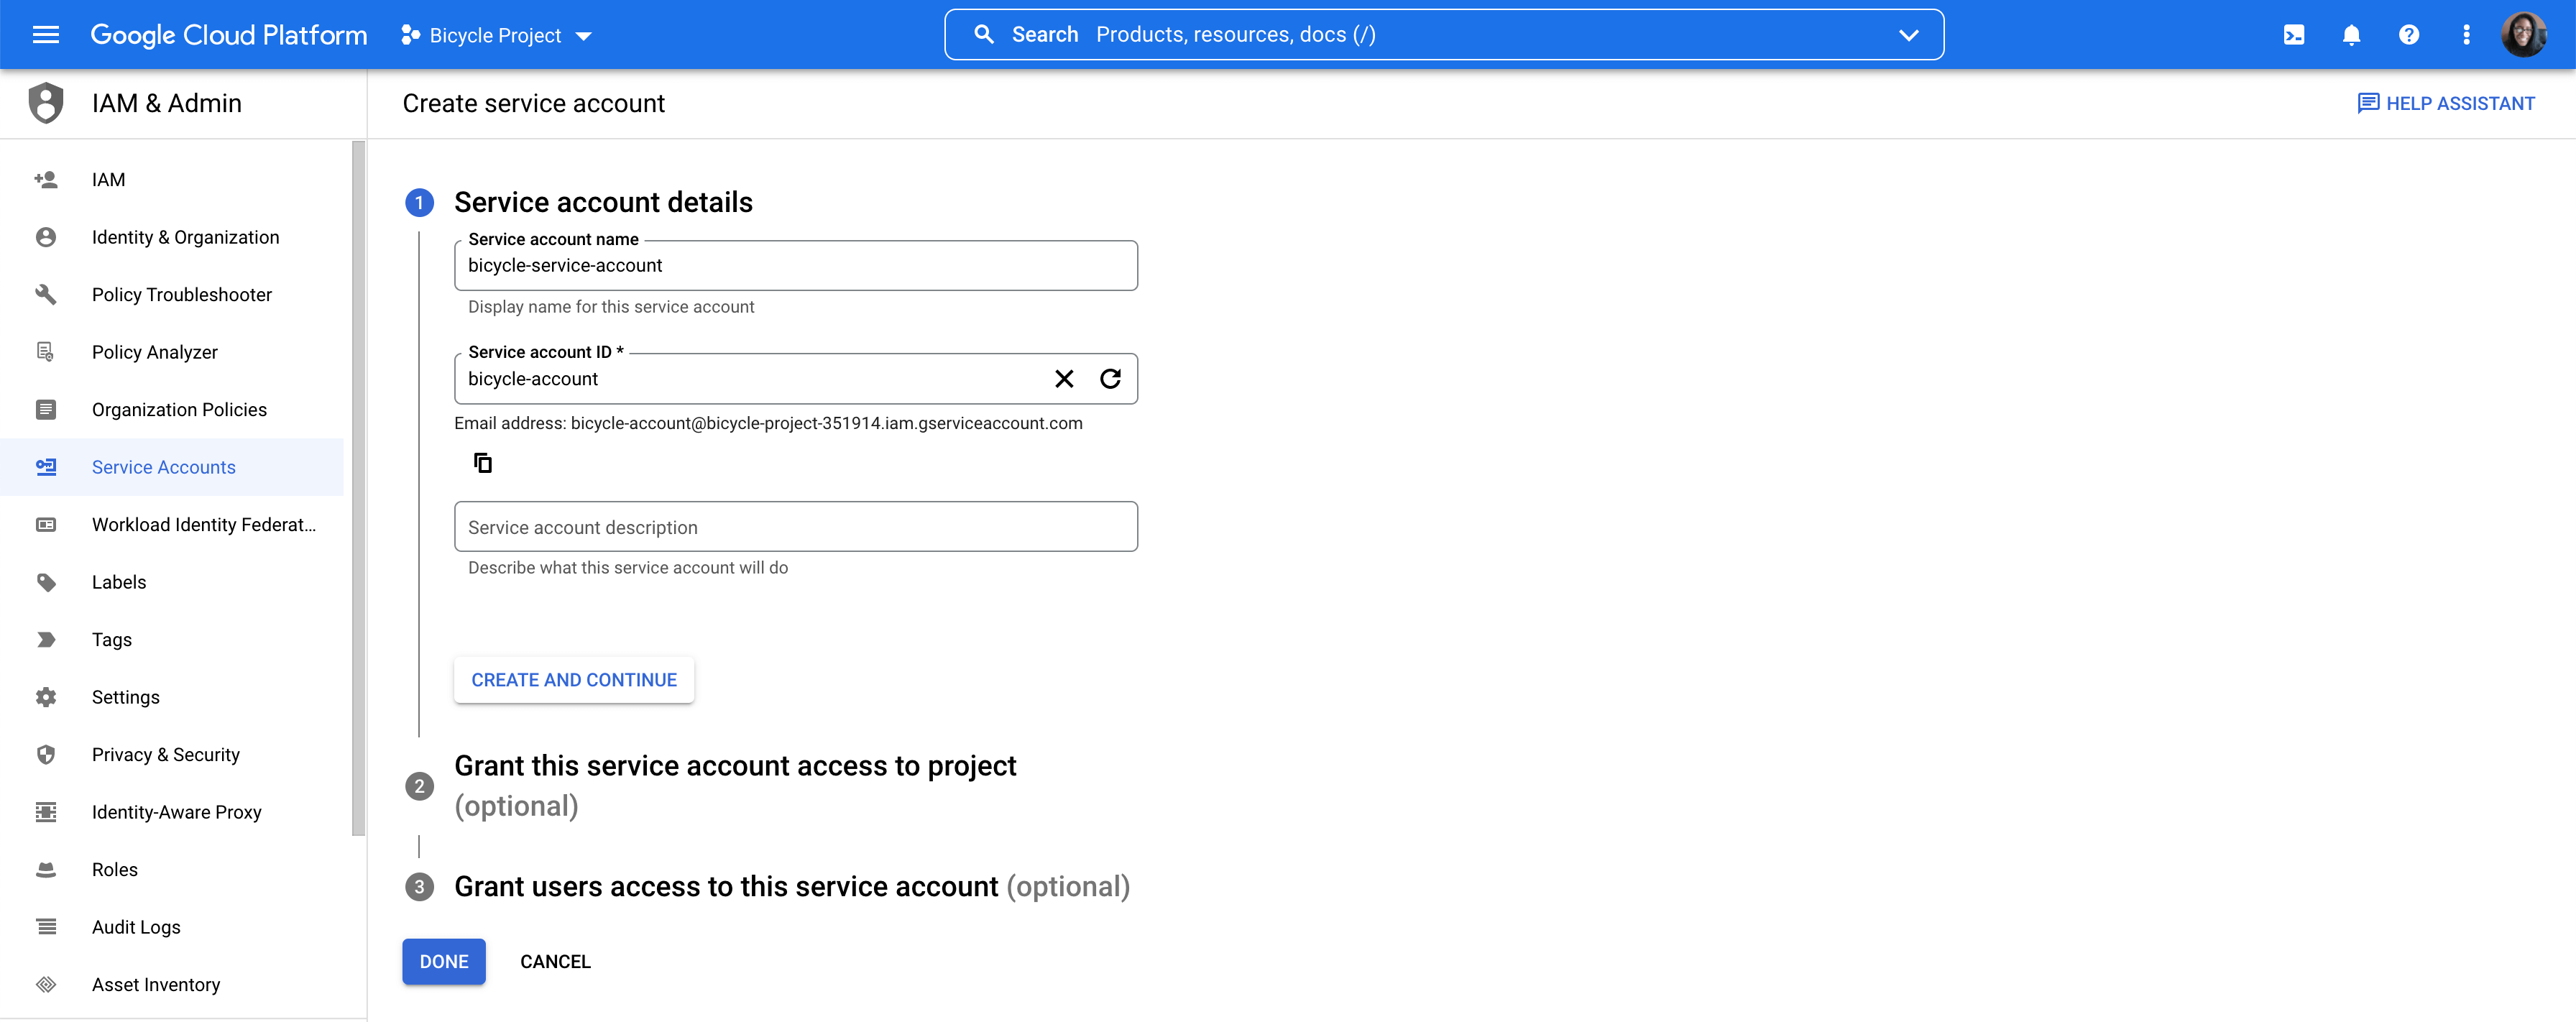 Google Cloud Platform
Bicycle Project
Search Products, resources, docs (/)
IAM & Admin
Create service account
HELP ASSISTANT
IAM
Identity & Organization
Policy Troubleshooter
Policy Analyzer
Organization Policies
Service Accounts
Workload Identity Federat...
Labels
Tags
Settings
Privacy & Security
Identity-Aware Proxy
Roles
Audit Logs
Asset Inventory
1 Service account details
Service account name
bicycle-service-account
Display name for this service account
Service account ID *
bicycle-account
Email address: bicycle-account@bicycle-project-351914.iam.gserviceaccount.com
Service account description
Describe what this service account will do
CREATE AND CONTINUE
2 Grant this service account access to project
(optional)
3 Grant users access to this service account (optional)
DONE CANCEL